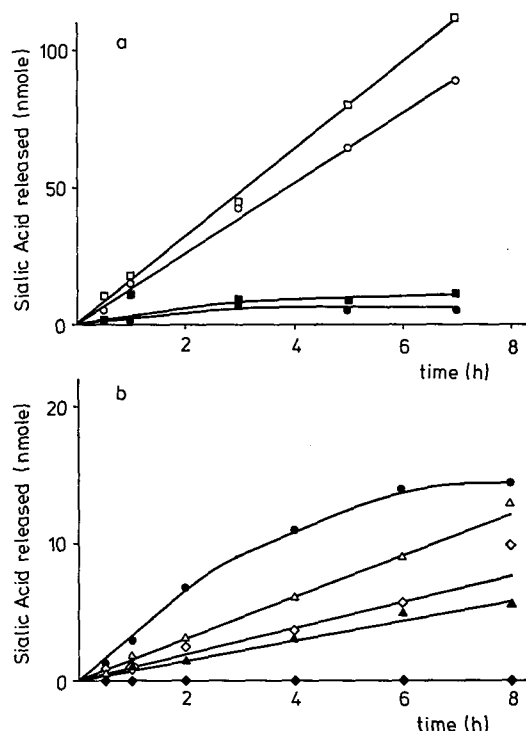 a
Sialic Acid released (nmole)
100
50
0
2 4 6 8
time (h)
b
Sialic Acid released (nmole)
20
10
0
2 4 6 8
time (h)